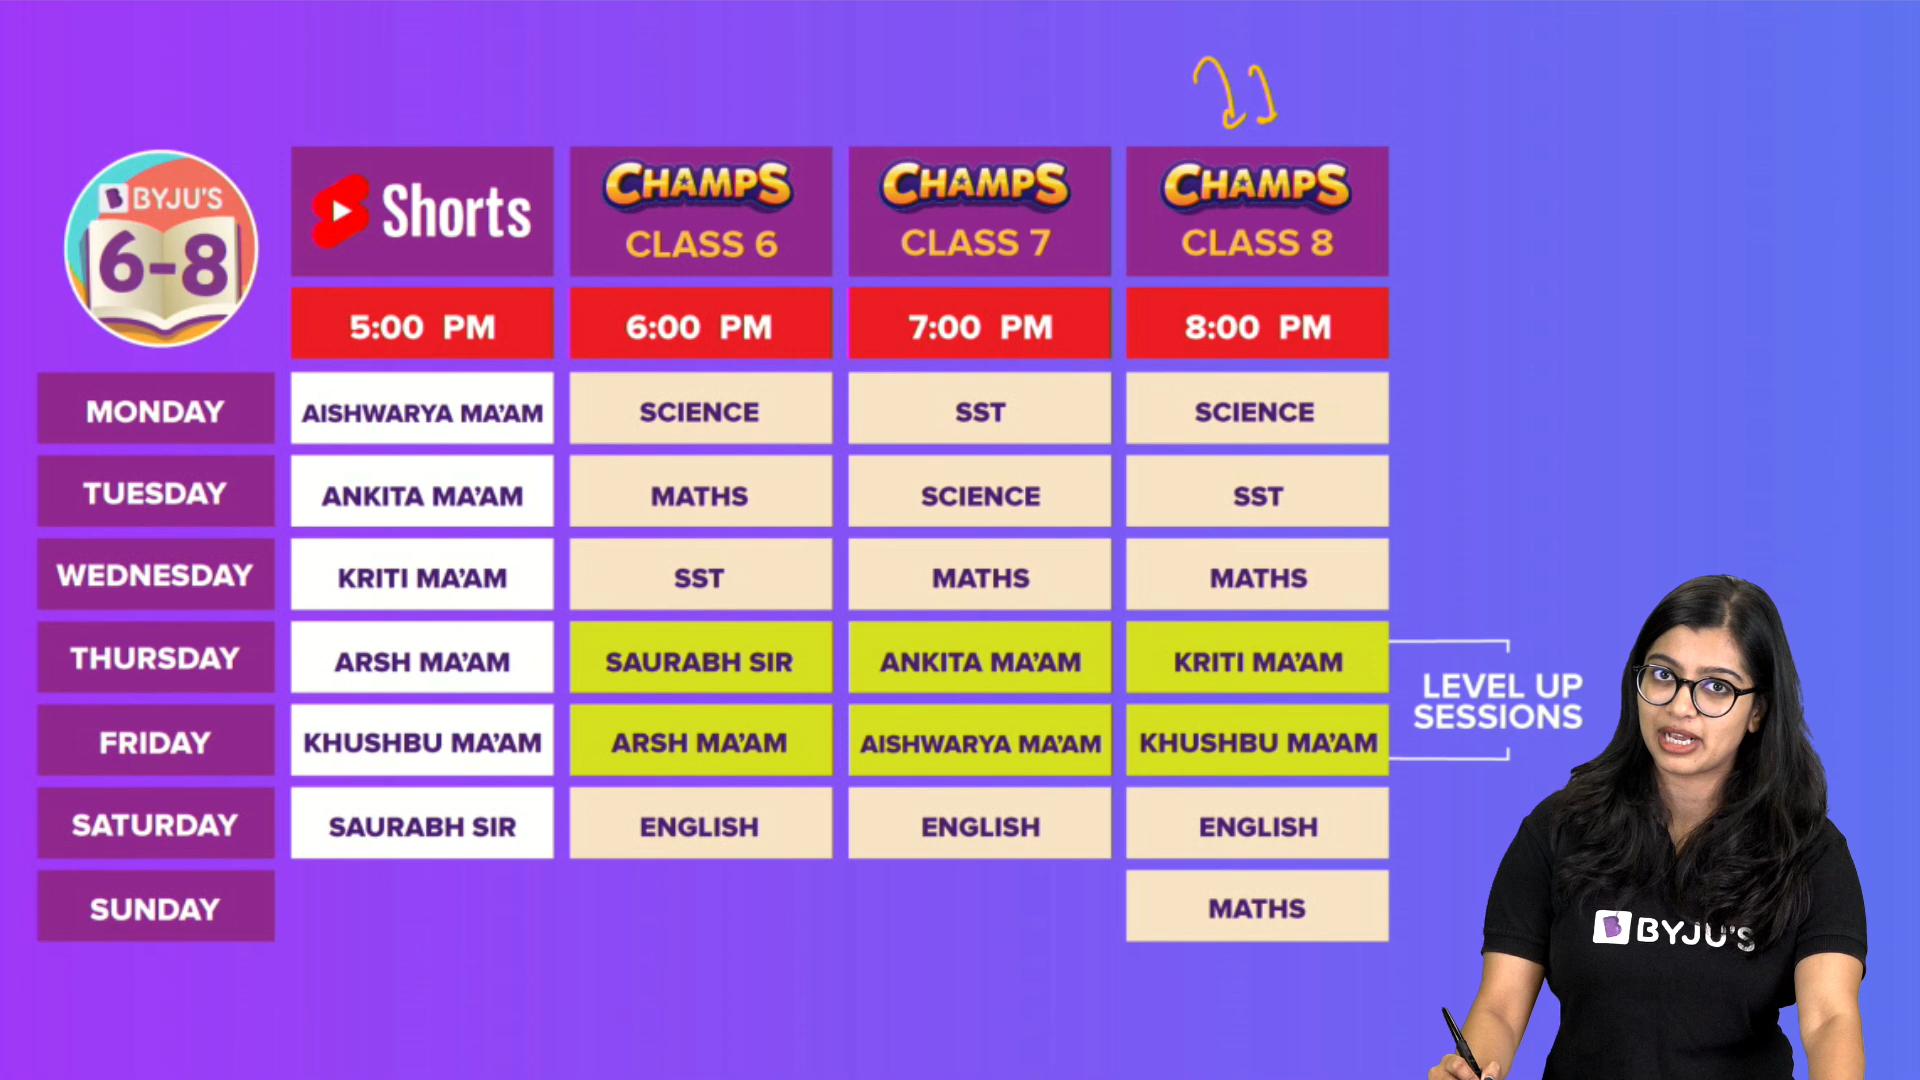 BYJU'S
6-8
Shorts
CHAMPS
CLASS 6
CHAMPS
CLASS 7
CHAMPS
CLASS 8
5:00 PM
6:00 PM
7:00 PM
8:00 PM
MONDAY
AISHWARYA MA'AM
SCIENCE
SST
SCIENCE
TUESDAY
ANKITA MA'AM
MATHS
SCIENCE
SST
WEDNESDAY
KRITI MA'AM
SST
MATHS
MATHS
THURSDAY
ARSH MA'AM
SAURABH SIR
ANKITA MA'AM
KRITI MA'AM
FRIDAY
KHUSHBU MA'AM
ARSH MA'AM
AISHWARYA MA'AM
KHUSHBU MA'AM
LEVEL UP
SESSIONS
SATURDAY
SAURABH SIR
ENGLISH
ENGLISH
ENGLISH
SUNDAY
MATHS
BYJU'S